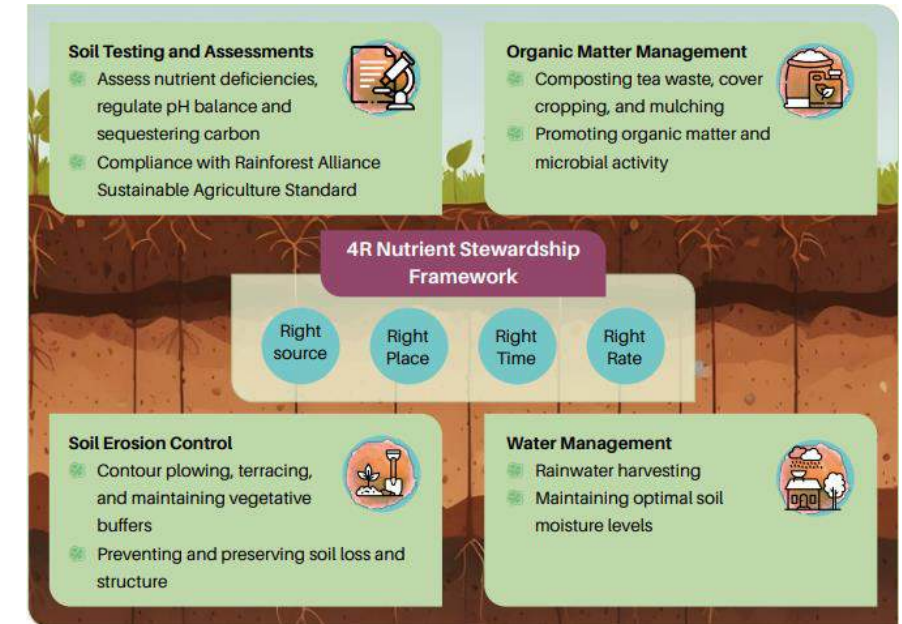 Soil Testing and Assessments
Assess nutrient deficiencies,
regulate pH balance and
sequestering carbon
Compliance with Rainforest Alliance
Sustainable Agriculture Standard
Organic Matter Management
Composting tea waste, cover
cropping, and mulching
Promoting organic matter and
microbial activity
4R Nutrient Stewardship
Framework
Right
source
Right
Place
Right
Time
Right
Rate
Soil Erosion Control
Contour plowing, terracing,
and maintaining vegetative
buffers
Preventing and preserving soil loss and
structure
Water Management
Rainwater harvesting
Maintaining optimal soil
moisture levels